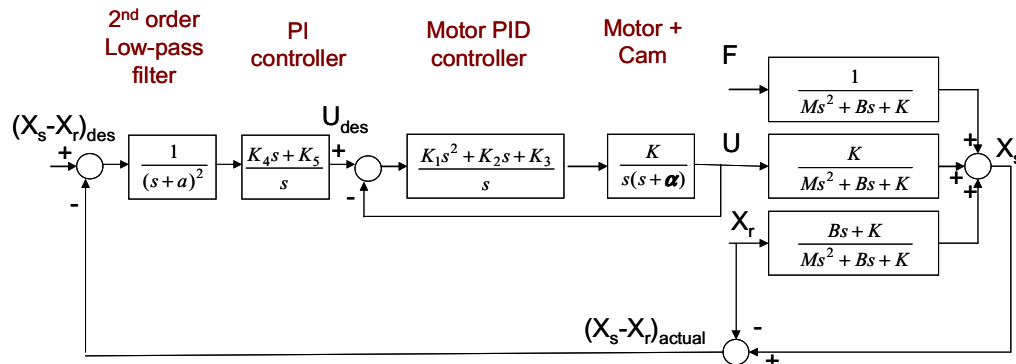 2nd order
Low-pass
filter
PI
controller
Motor PID
controller
Motor +
Cam
F
1
Ms² + Bs + K
(Xs-Xr)des
+
-
1
(s + a)²
K₄s + K₅
s
Udes
+
-
K₁s² + K₂s + K₃
s
K
s(s + α)
U
K
Ms² + Bs + K
+
+
+
Xs
Xr
Bs + K
Ms² + Bs + K
(Xs-Xr)actual
-
+